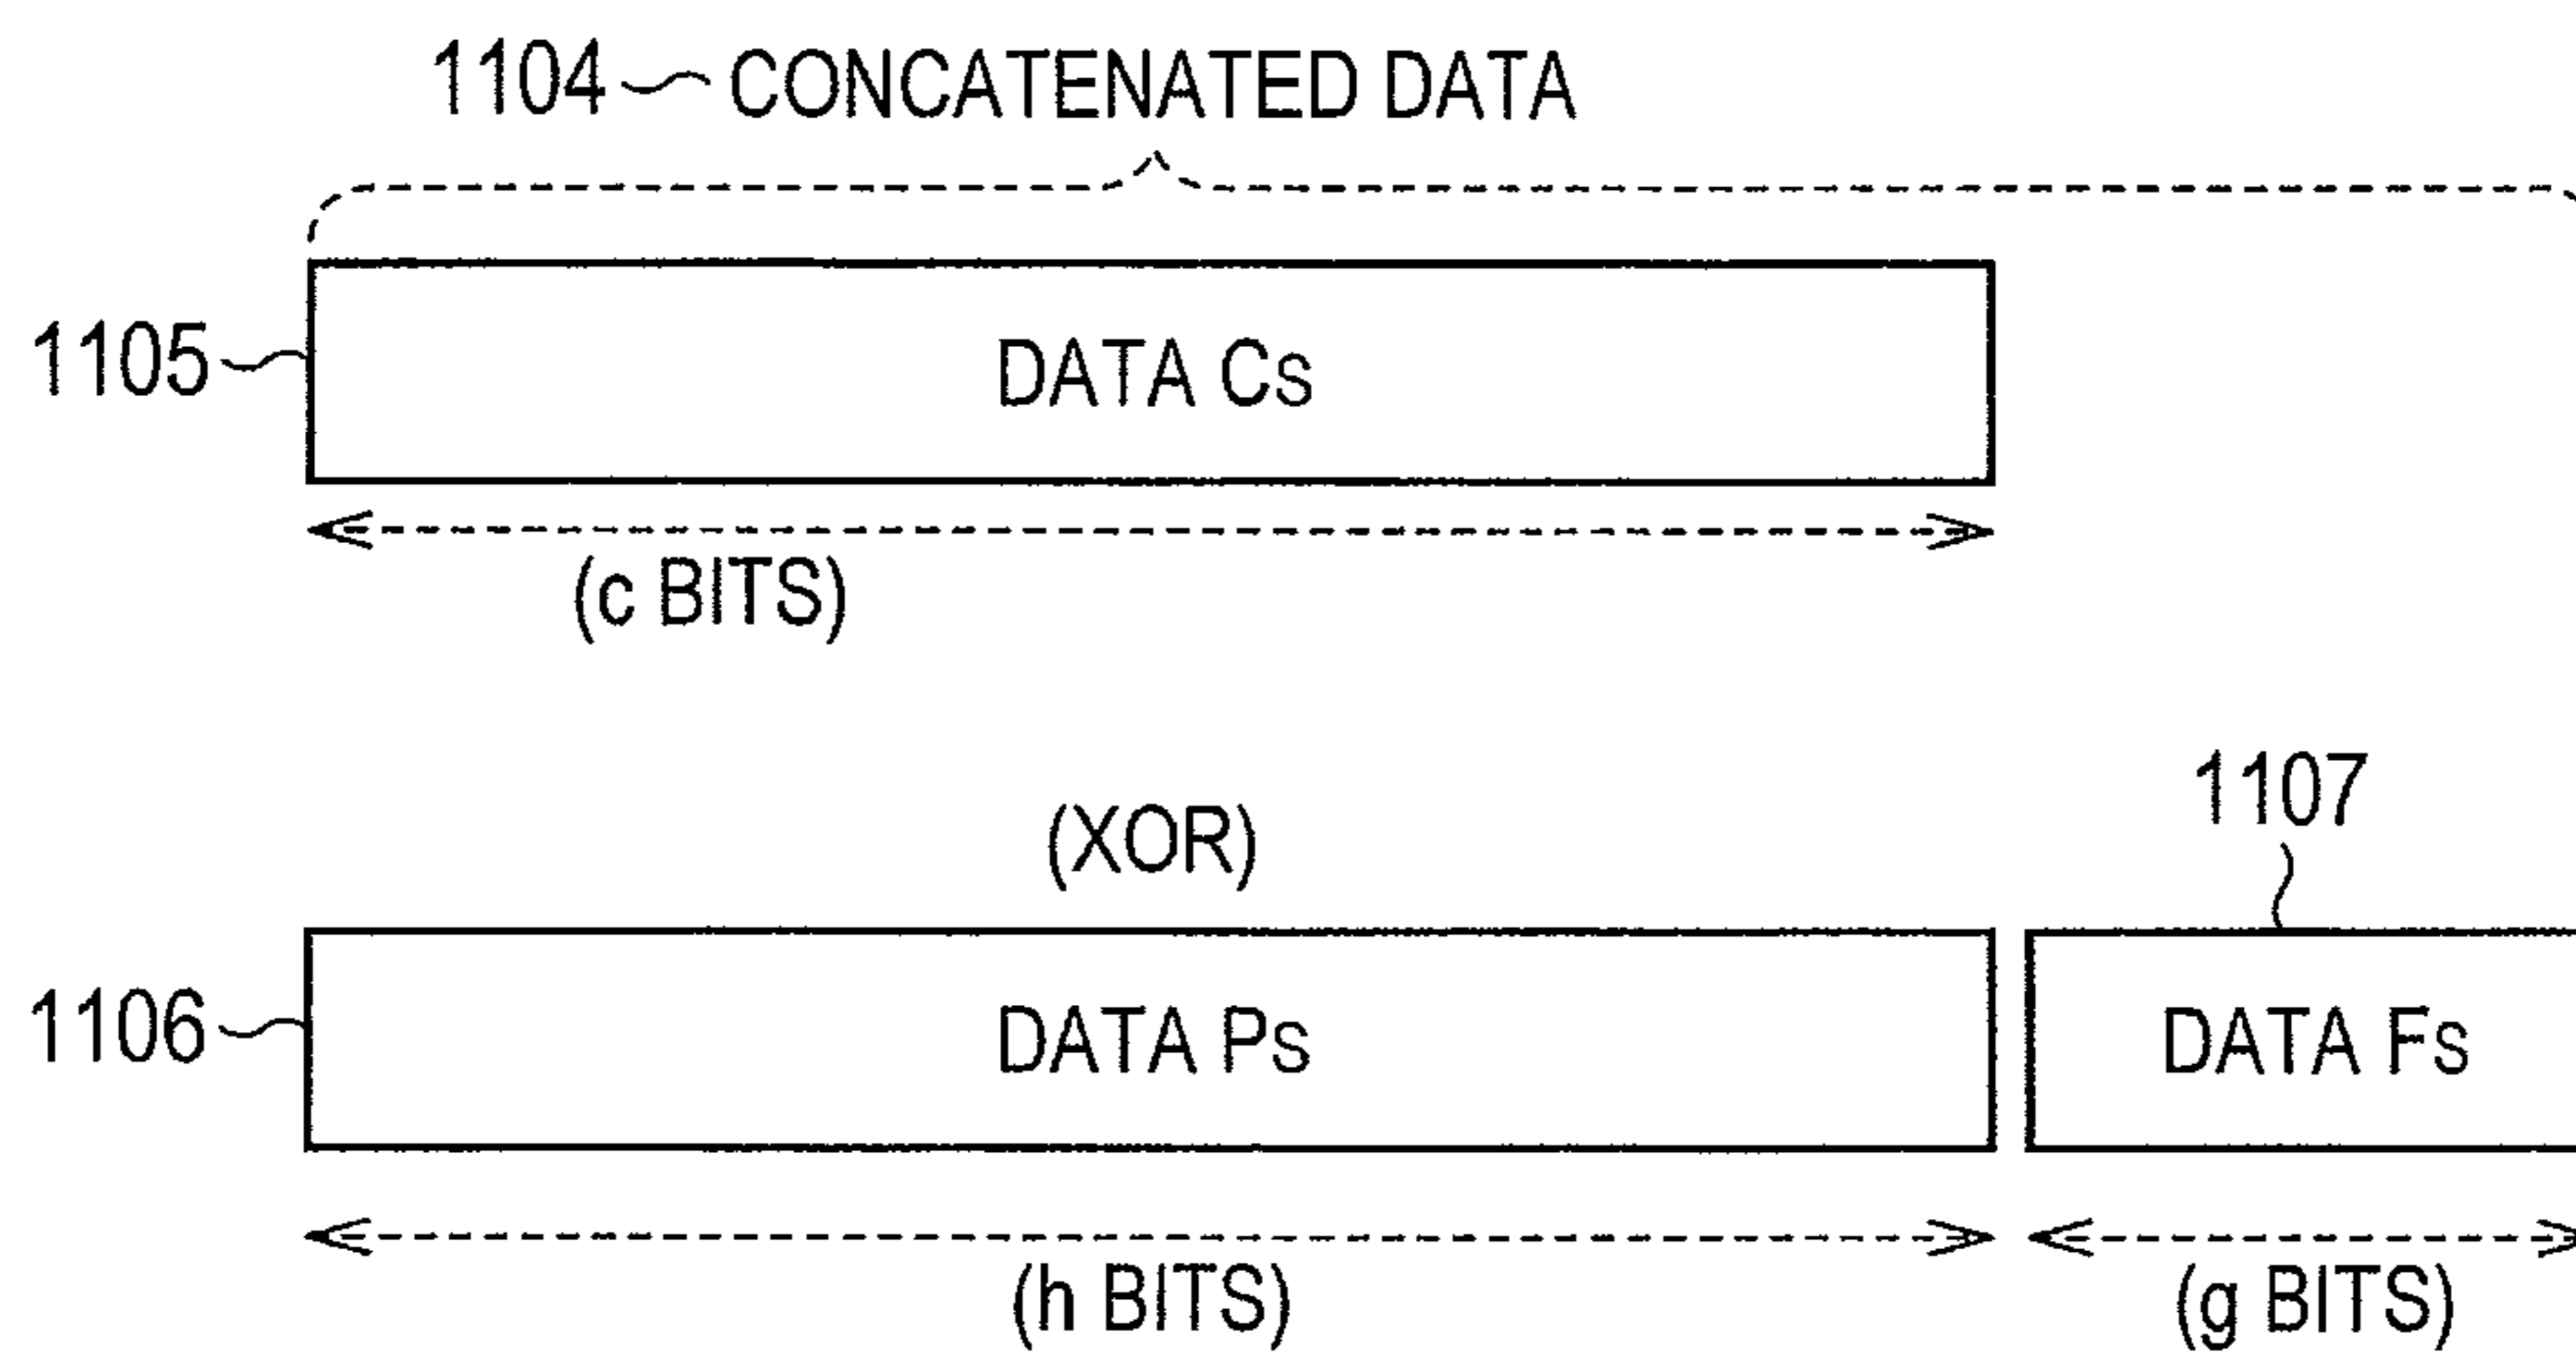 1104 CONCATENATED DATA
1105 DATA Cs
(c BITS)
1107
(XOR)
1106 DATA Ps DATA Fs
(h BITS) (g BITS)